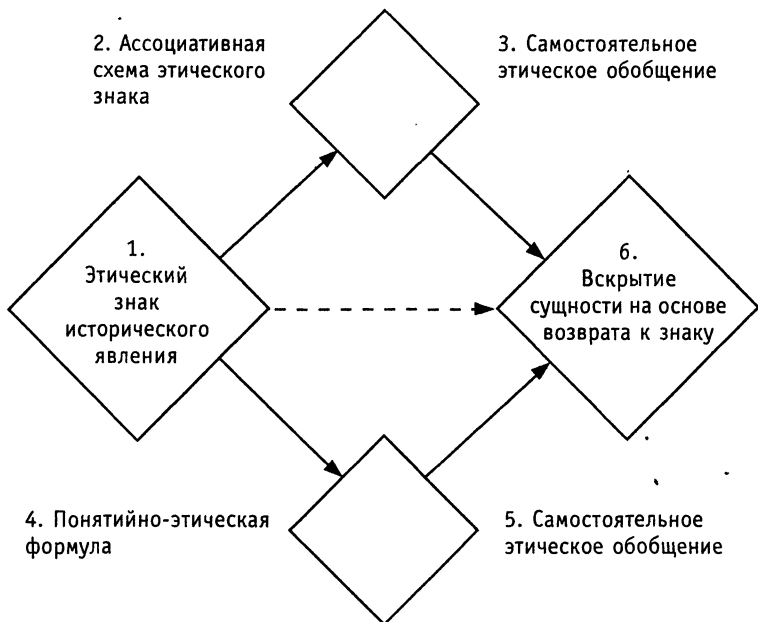 2. Ассоциативная
схема этического
знака
3. Самостоятельное
этическое обобщение
1.
Этический
знак
исторического
явления
6.
Вскрытие
сущности на основе
возврата к знаку
4. Понятийно-этическая
формула
5. Самостоятельное
этическое обобщение